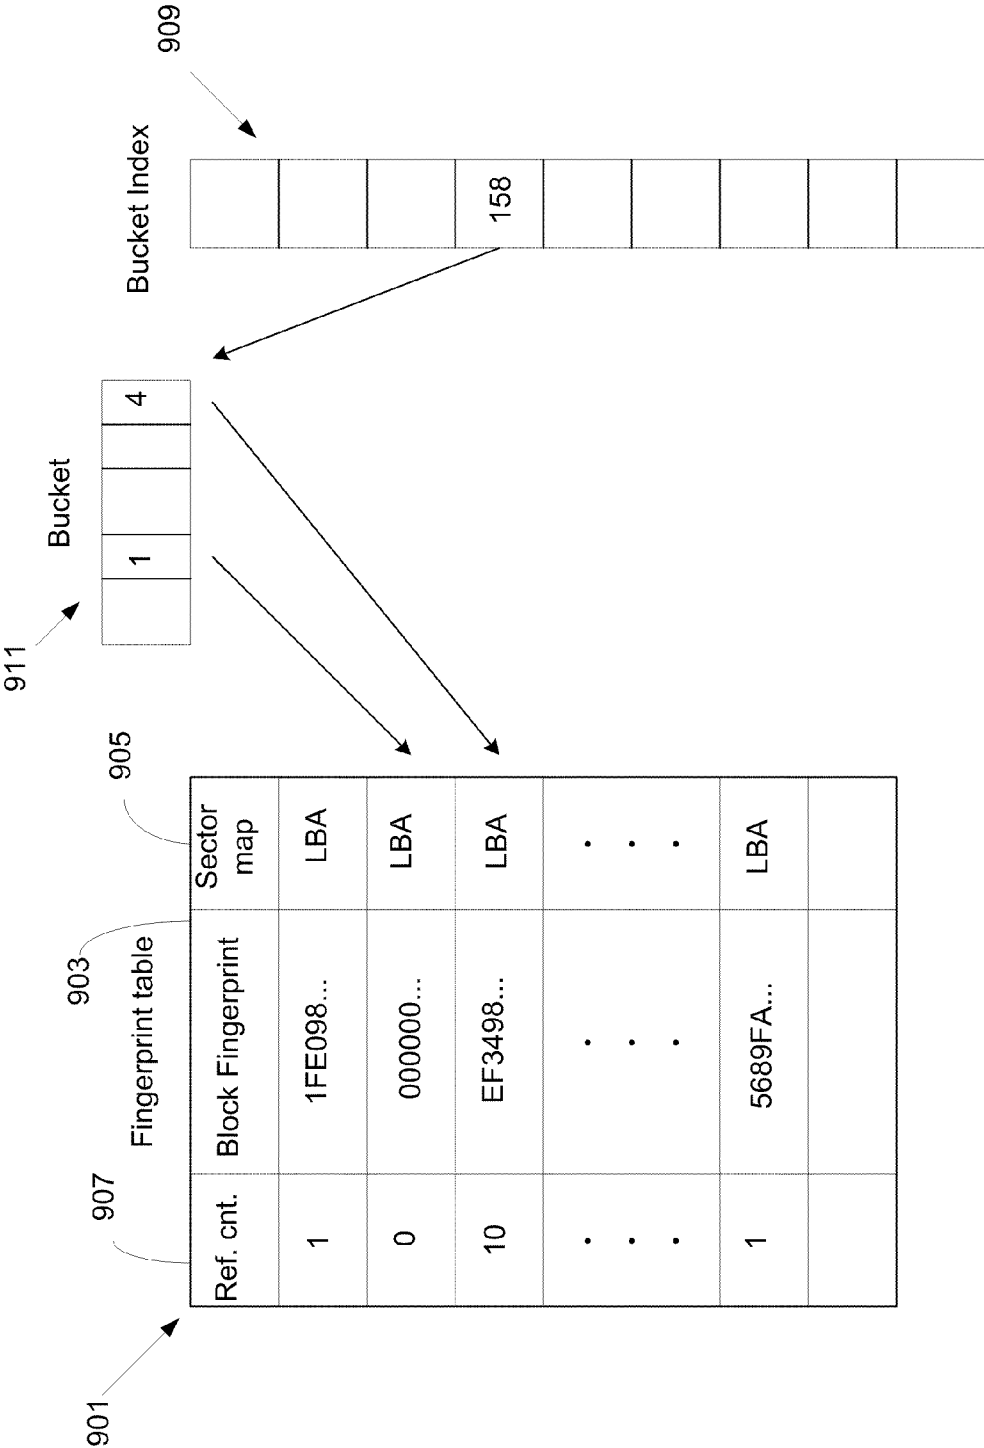 901
907
Fingerprint table
903
905
Ref. cnt.
Block Fingerprint
Sector map
1 1FE098... LBA
0 000000... LBA
10 EF3498... LBA
1 5689FA... LBA
911
Bucket
1 4
Bucket Index
909
158